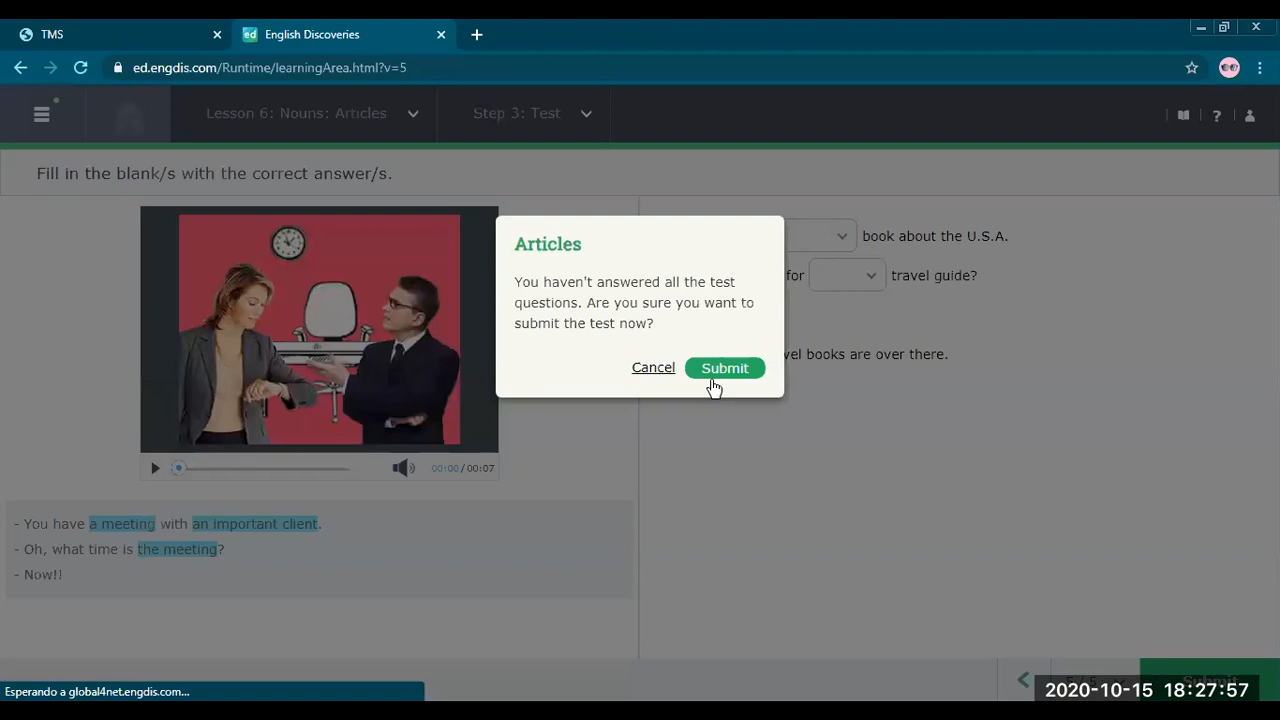 TMS
ed English Discoveries
ed.engdis.com/Runtime/learningArea.html?v=5
Lesson 6: Nouns: Articles
Step 3: Test
?
Fill in the blank/s with the correct answer/s.
book about the U.S.A.
for travel guide?
books are over there.
Articles
You haven't answered all the test
questions. Are you sure you want to
submit the test now?
Cancel Submit
00:00/00:07
- You have a meeting with an important client.
- Oh, what time is the meeting?
- Now!!
Esperando a global4net.engdis.com...
2020-10-15 18:27:57